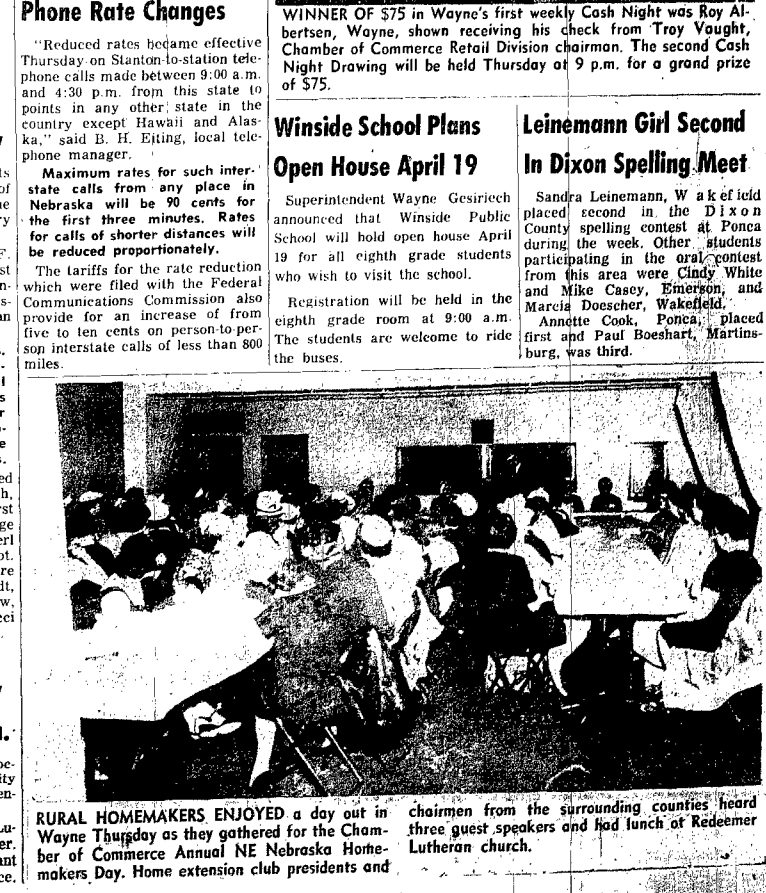 Phone Rate Changes
"Reduced rates became effective
Thursday on Stanton-to-station tele-
phone calls made between 9:00 a.m.
and 4:30 p.m. from this state to
points in any other state in the
country except Hawaii and Alas-
ka," said B. H. Eiting, local tele-
phone manager.
Maximum rates for such inter-
state calls from any place in
Nebraska will be 90 cents for
the first three minutes. Rates
for calls of shorter distances will
be reduced proportionately.
The tariffs for the rate reduction
which were filed with the Federal
Communications Commission also
provide for an increase of from
five to ten cents on person-to-per-
son interstate calls of less than 800
miles.
WINNER OF $75 in Wayne's first weekly Cash Night was Roy Al-
bertsen, Wayne, shown receiving his check from Troy Vaught,
Chamber of Commerce Retail Division chairman. The second Cash
Night Drawing will be held Thursday at 9 p.m. for a grand prize
of $75.
Winside School Plans
Open House April 19
Superintendent Wayne Gesiriech
announced that Winside Public
School will hold open house April
19 for all eighth grade students
who wish to visit the school.
Registration will be held in the
eighth grade room at 9:00 a.m.
The students are welcome to ride
the buses.
Leinemann Girl Second
In Dixon Spelling Meet
Sandra Leinemann, Wakefield
placed second in the Dixon
County spelling contest at Ponca
during the week. Other students
participating in the oral contest
from this area were Cindy White
and Mike Casey, Emerson, and
Marcia Doescher, Wakefield.
Annette Cook, Ponca, placed
first and Paul Boeshart, Martins-
burg, was third.
RURAL HOMEMAKERS ENJOYED a day out in
Wayne Thursday as they gathered for the Cham-
ber of Commerce Annual NE Nebraska Home-
makers Day. Home extension club presidents and
chairmen from the surrounding counties heard
three guest speakers and had lunch at Redeemer
Lutheran church.